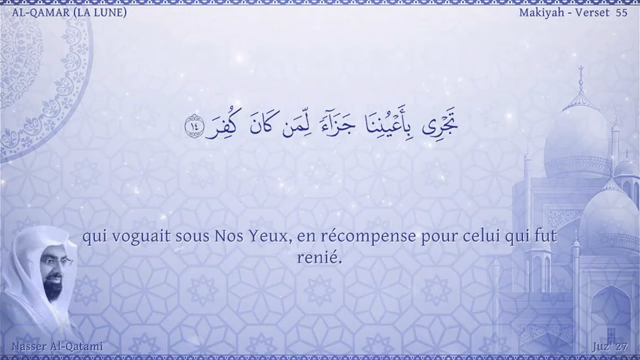 AL-QAMAR (LA LUNE)
Makiyah - Verset 55
تَجْرِى بِأَعْيُنِنَا جَزَآءً لِّمَن كَانَ كُفِرَ ١٤
qui voguait sous Nos Yeux, en récompense pour celui qui fut
renié.
Nasser Al-Qatami
Juz' 27